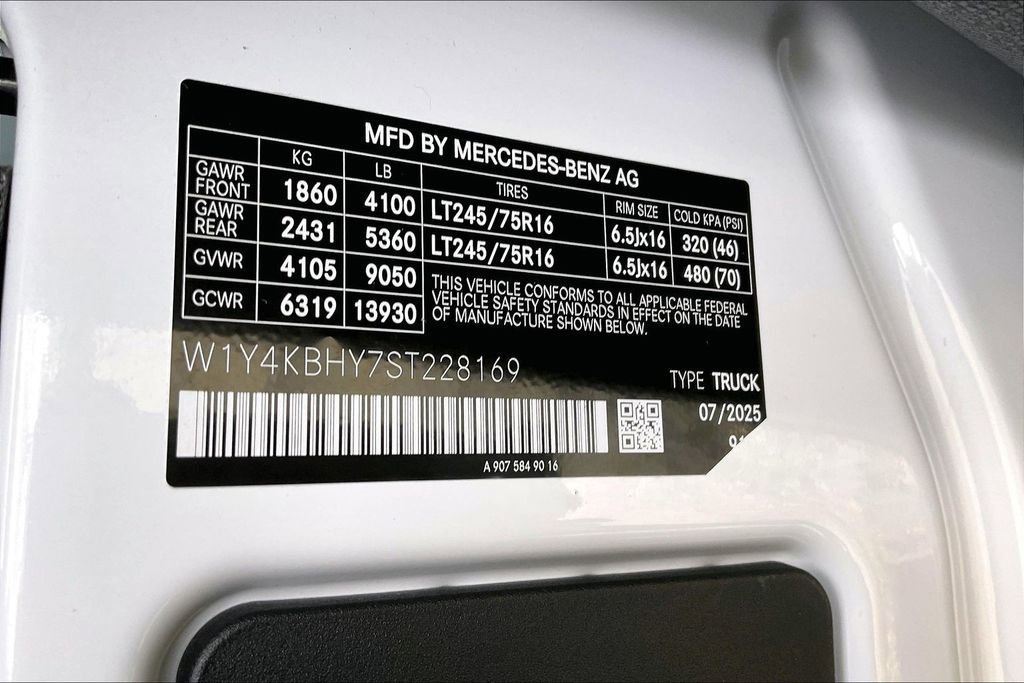 MFD BY MERCEDES-BENZ AG
KG LB TIRES RIM SIZE COLD KPA (PSI)
GAWR FRONT 1860 4100 LT245/75R16 6.5Jx16 320 (46)
GAWR REAR 2431 5360 LT245/75R16 6.5Jx16 480 (70)
GVWR 4105 9050
GCWR 6319 13930
THIS VEHICLE CONFORMS TO ALL APPLICABLE FEDERAL
VEHICLE SAFETY STANDARDS IN EFFECT ON THE DATE
OF MANUFACTURE SHOWN BELOW.
W1Y4KBHY7ST228169
TYPE TRUCK
07/2025
A 907 584 90 16